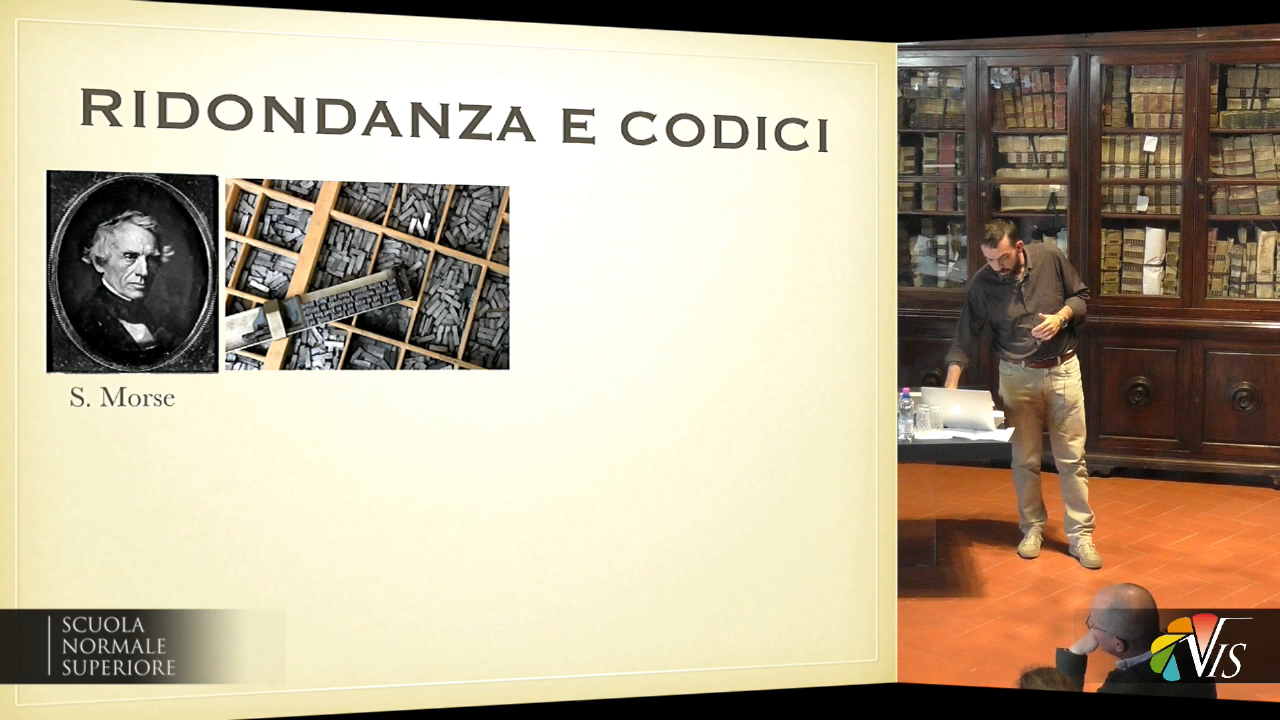 RIDONDANZA E CODICI
S. Morse
SCUOLA
NORMALE
SUPERIORE
VIS